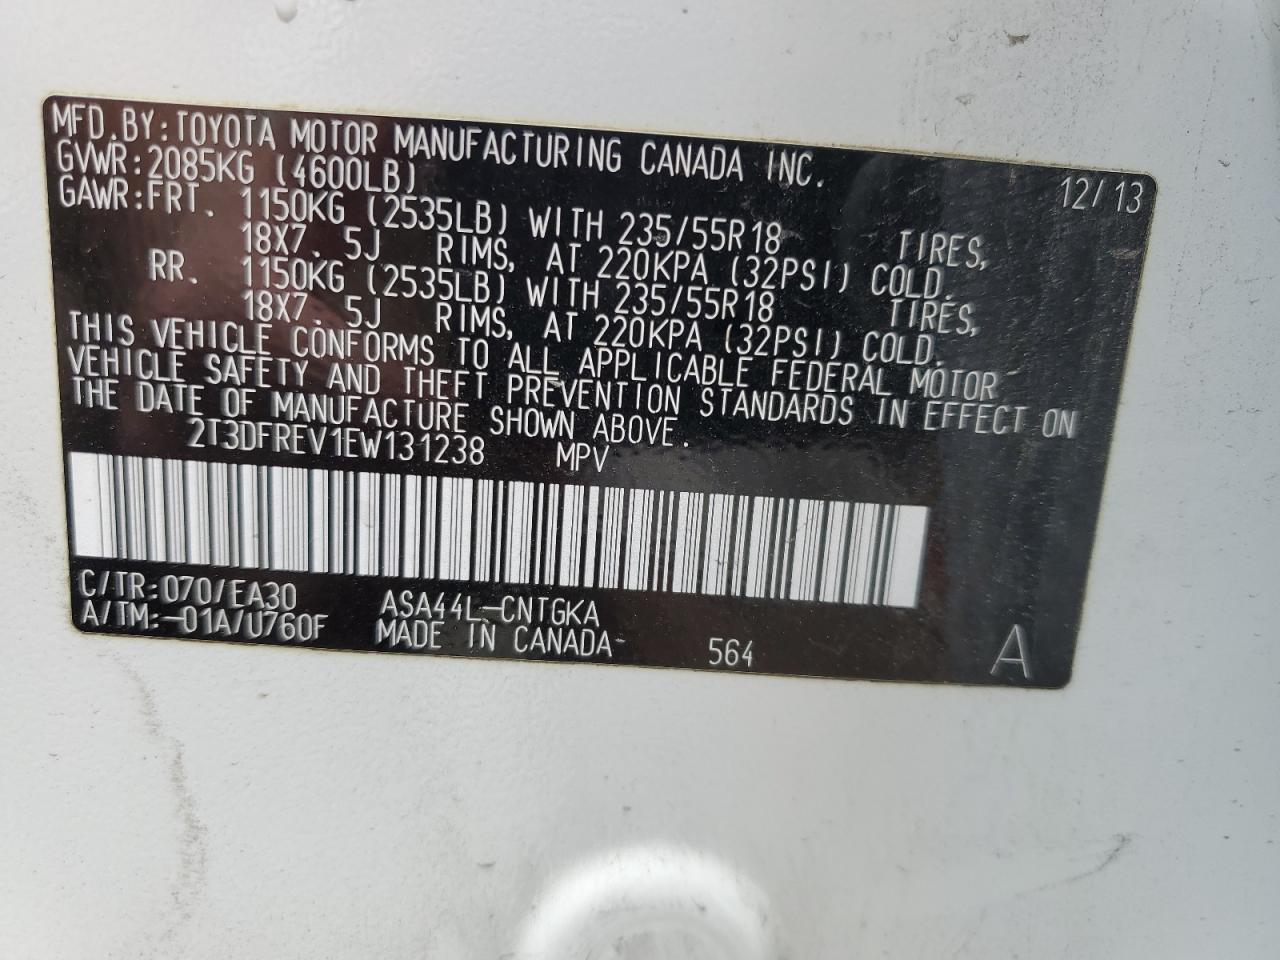 MFD.BY:TOYOTA MOTOR MANUFACTURING CANADA INC. 12/13
GVWR:2085KG (4600LB)
GAWR:FRT. 1150KG (2535LB) WITH 235/55R18 TIRES,
18X7. 5J RIMS, AT 220KPA (32PSI) COLD.
RR. 1150KG (2535LB) WITH 235/55R18 TIRES,
18X7. 5J RIMS, AT 220KPA (32PSI) COLD.
THIS VEHICLE CONFORMS TO ALL APPLICABLE FEDERAL MOTOR
VEHICLE SAFETY AND THEFT PREVENTION STANDARDS IN EFFECT ON
THE DATE OF MANUFACTURE SHOWN ABOVE.
2T3DFREV1EW131238 MPV
C/TR:070/EA30 ASA44L-CNTGKA
A/TM:-01A/U760F MADE IN CANADA- 564 A